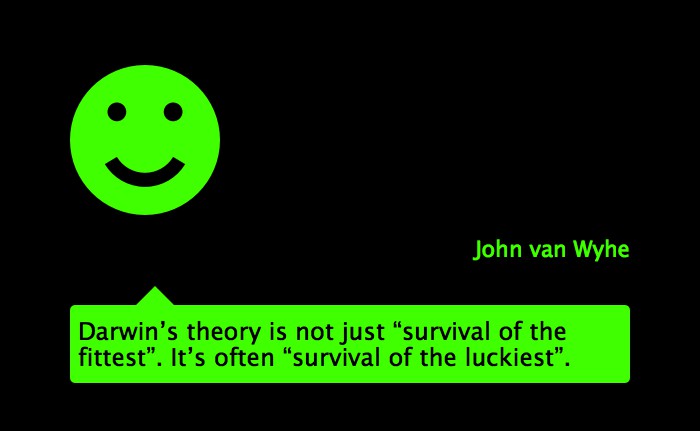 John van Wyhe
Darwin’s theory is not just “survival of the
fittest”. It’s often “survival of the luckiest”.